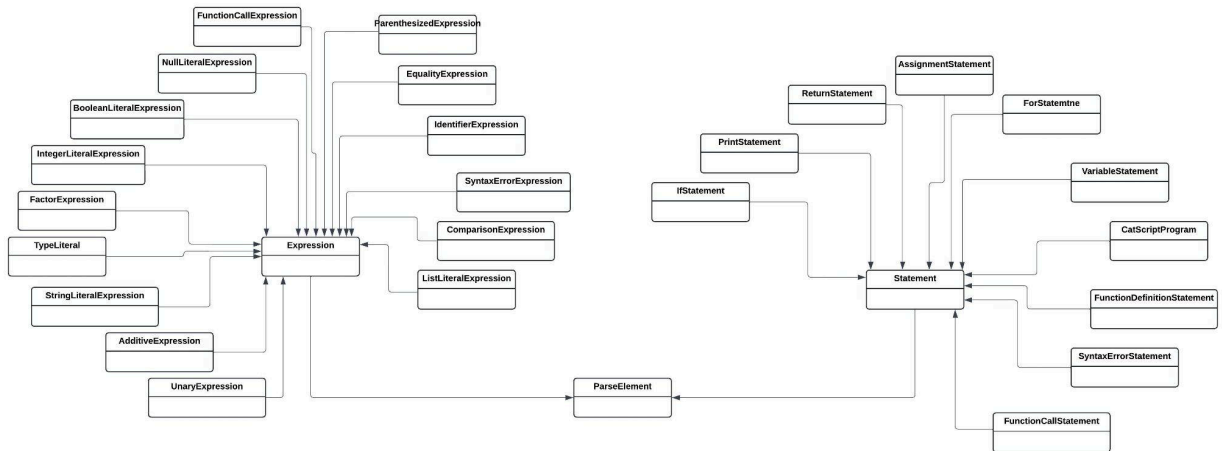 FunctionCallExpression
ParenthesizedExpression
NullLiteralExpression
EqualityExpression
BooleanLiteralExpression
IdentifierExpression
IntegerLiteralExpression
SyntaxErrorExpression
FactorExpression
ComparisonExpression
TypeLiteral
Expression
ListLiteralExpression
StringLiteralExpression
AdditiveExpression
UnaryExpression
ParseElement
AssignmentStatement
ReturnStatement
ForStatemtne
PrintStatement
VariableStatement
IfStatement
CatScriptProgram
Statement
FunctionDefinitionStatement
SyntaxErrorStatement
FunctionCallStatement